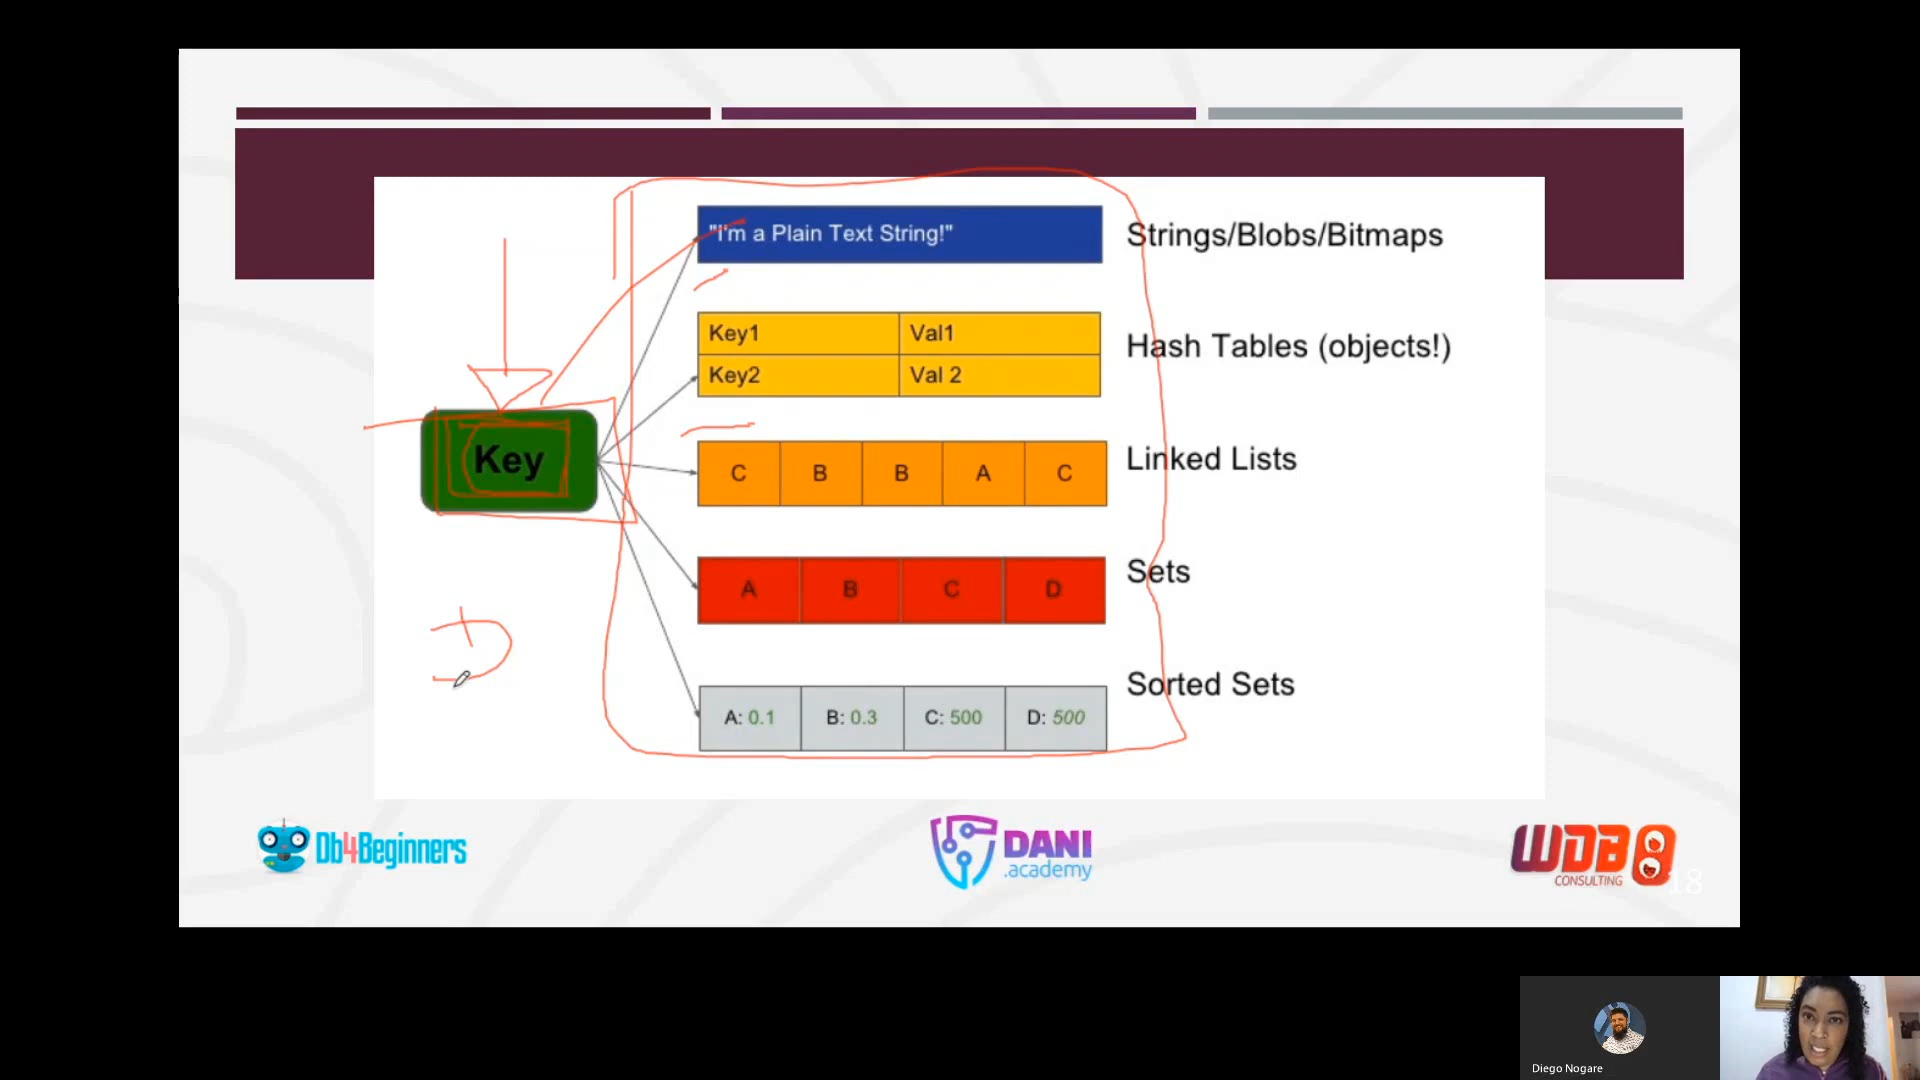 "I'm a Plain Text String!"
Strings/Blobs/Bitmaps
Key1 Val1
Key2 Val 2
Hash Tables (objects!)
Key
C B B A C
Linked Lists
A B C D
Sets
A: 0.1 B: 0.3 C: 500 D: 500
Sorted Sets
Db4Beginners
DANI
.academy
WDB
CONSULTING
18
Diego Nogare